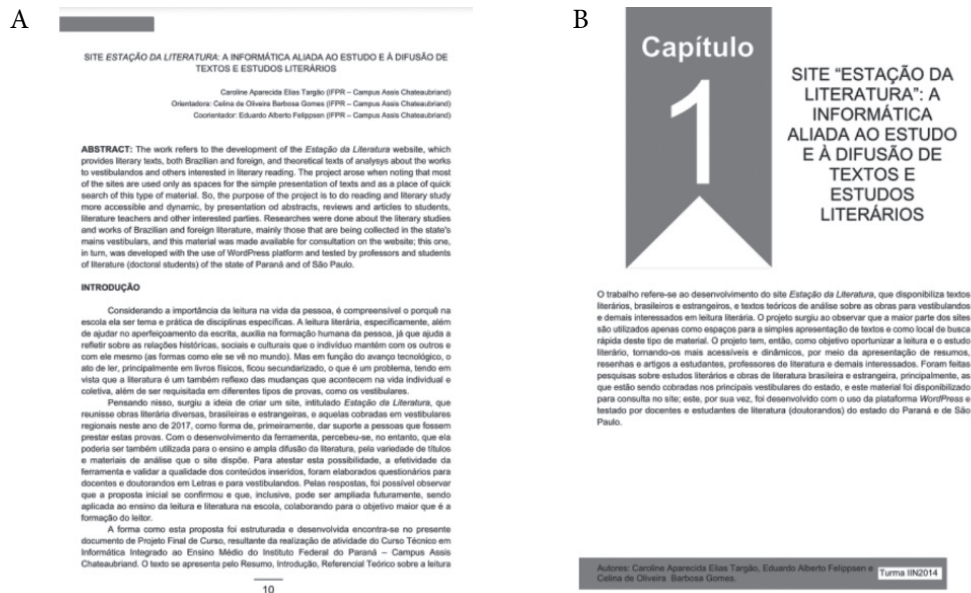 A
SITE ESTAÇÃO DA LITERATURA: A INFORMÁTICA ALIADA AO ESTUDO E À DIFUSÃO DE
TEXTOS E ESTUDOS LITERÁRIOS
Caroline Aparecida Elias Targão (IFPR – Campus Assis Chateaubriand)
Orientadora: Celina de Oliveira Barbosa Gomes (IFPR – Campus Assis Chateaubriand)
Coorientador: Eduardo Alberto Felippsen (IFPR – Campus Assis Chateaubriand)
ABSTRACT: The work refers to the development of the Estação da Literatura website, which
provides literary texts, both Brazilian and foreign, and theoretical texts of analysys about the works
to vestibulandos and others interested in literary reading. The project arose when noting that most
of the sites are used only as spaces for the simple presentation of texts and as a place of quick
search of this type of material. So, the purpose of the project is to do reading and literary study
more accessible and dynamic, by presentation od abstracts, reviews and articles to students,
literature teachers and other interested parties. Researches were done about the literary studies
and works of Brazilian and foreign literature, mainly those that are being collected in the state's
mains vestibulars, and this material was made available for consultation on the website; this one,
in turn, was developed with the use of WordPress platform and tested by professors and students
of literature (doctoral students) of the state of Paraná and of São Paulo.
INTRODUÇÃO
Considerando a importância da leitura na vida da pessoa, é compreensível o porquê na
escola ela ser tema e prática de disciplinas específicas. A leitura literária, especificamente, além
de ajudar no aperfeiçoamento da escrita, auxilia na formação humana da pessoa, já que ajuda a
refletir sobre as relações históricas, sociais e culturais que o indivíduo mantém com os outros e
com ele mesmo (as formas como ele se vê no mundo). Mas em função do avanço tecnológico, o
ato de ler, principalmente em livros físicos, ficou secundarizado, o que é um problema, tendo em
vista que a literatura é um também reflexo das mudanças que acontecem na vida individual e
coletiva, além de ser requisitada em diferentes tipos de provas, como os vestibulares.
Pensando nisso, surgiu a ideia de criar um site, intitulado Estação da Literatura, que
reunisse obras literária diversas, brasileiras e estrangeiras, e aquelas cobradas em vestibulares
regionais neste ano de 2017, como forma de, primeiramente, dar suporte a pessoas que fossem
prestar estas provas. Com o desenvolvimento da ferramenta, percebeu-se, no entanto, que ela
poderia ser também utilizada para o ensino e ampla difusão da literatura, pela variedade de títulos
e materiais de análise que o site dispõe. Para atestar esta possibilidade, a efetividade da
ferramenta e validar a qualidade dos conteúdos inseridos, foram elaborados questionários para
docentes e doutorandos em Letras e para vestibulandos. Pelas respostas, foi possível observar
que a proposta inicial se confirmou e que, inclusive, pode ser ampliada futuramente, sendo
aplicada ao ensino da leitura e literatura na escola, colaborando para o objetivo maior que é a
formação do leitor.
A forma como esta proposta foi estruturada e desenvolvida encontra-se no presente
documento de Projeto Final de Curso, resultante da realização de atividade do Curso Técnico em
Informática Integrado ao Ensino Médio do Instituto Federal do Paraná – Campus Assis
Chateaubriand. O texto se apresenta pelo Resumo, Introdução, Referencial Teórico sobre a leitura
10
B
Capítulo
1
SITE “ESTAÇÃO DA
LITERATURA”: A
INFORMÁTICA
ALIADA AO ESTUDO
E À DIFUSÃO DE
TEXTOS E
ESTUDOS
LITERÁRIOS
O trabalho refere-se ao desenvolvimento do site Estação da Literatura, que disponibiliza textos
literários, brasileiros e estrangeiros, e textos teóricos de análise sobre as obras para vestibulandos
e demais interessados em leitura literária. O projeto surgiu ao observar que a maior parte dos sites
são utilizados apenas como espaços para a simples apresentação de textos e como local de busca
rápida deste tipo de material. O projeto tem, então, como objetivo oportunizar a leitura e o estudo
literário, tornando-os mais acessíveis e dinâmicos, por meio da apresentação de resumos,
resenhas e artigos a estudantes, professores de literatura e demais interessados. Foram feitas
pesquisas sobre estudos literários e obras de literatura brasileira e estrangeira, principalmente, as
que estão sendo cobradas nos principais vestibulares do estado, e este material foi disponibilizado
para consulta no site; este, por sua vez, foi desenvolvido com o uso da plataforma WordPress e
testado por docentes e estudantes de literatura (doutorandos) do estado do Paraná e de São
Paulo.
Autores: Caroline Aparecida Elias Targão, Eduardo Alberto Felippsen e
Celina de Oliveira Barbosa Gomes.
Turma IIN2014